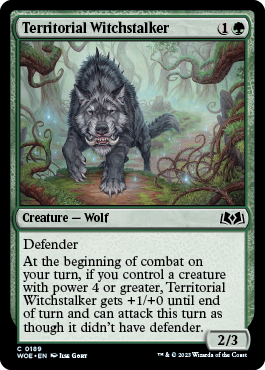 Territorial Witchstalker 1
Creature — Wolf
Defender
At the beginning of combat on
your turn, if you control a creature
with power 4 or greater, Territorial
Witchstalker gets +1/+0 until end
of turn and can attack this turn as
though it didn't have defender.
2/3
C 0189
WOE • EN Ilse Gort
™ & © 2023 Wizards of the Coast